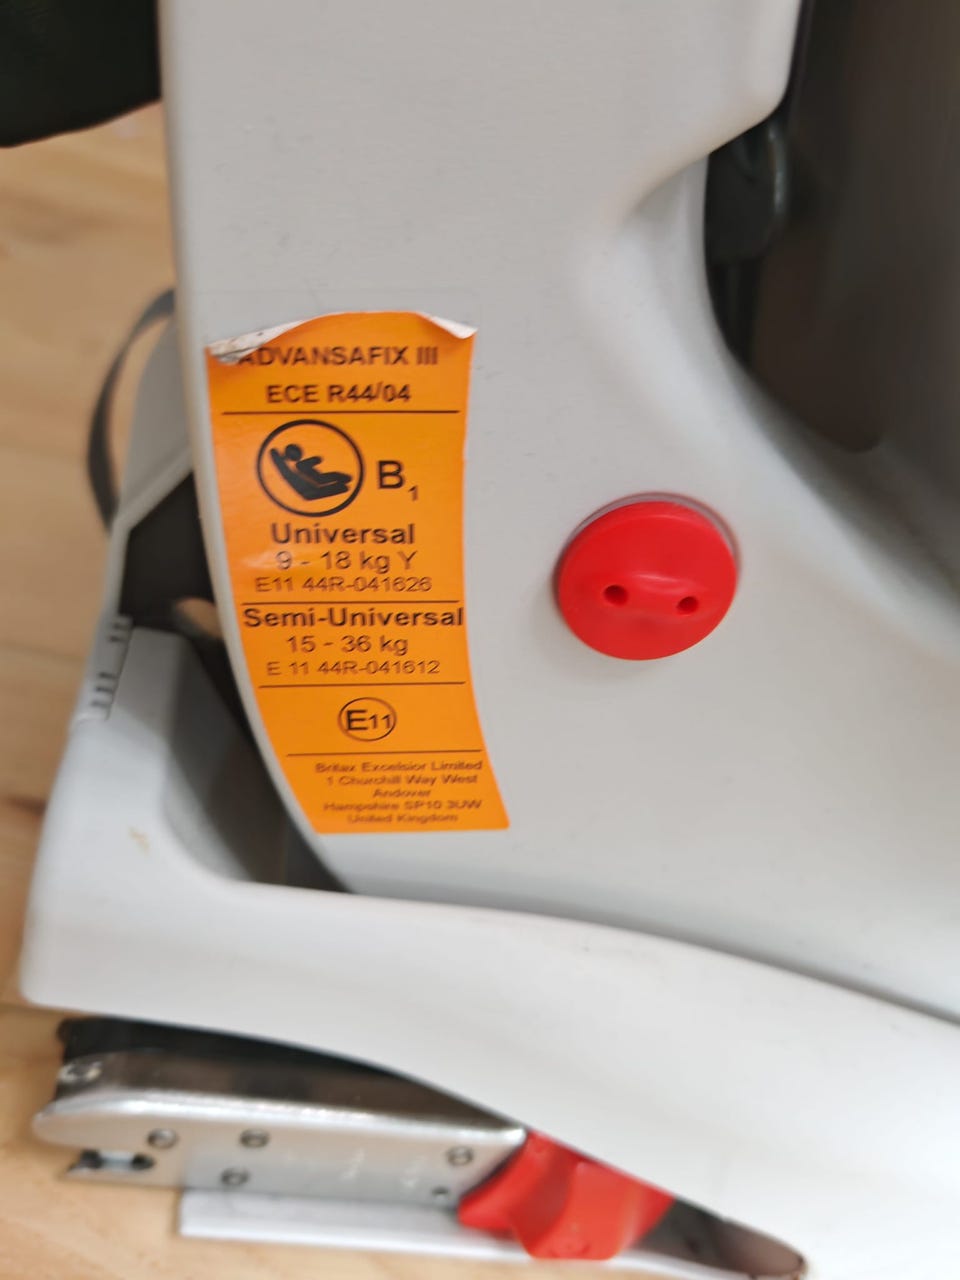 ADVANSAFIX III
ECE R44/04
B1
Universal
9 - 18 kg Y
E11 44R-041626
Semi-Universal
15 - 36 kg
E 11 44R-041612
E11
Britax Excelsior Limited
1 Churchill Way West
Andover
Hampshire SP10 3UW
United Kingdom